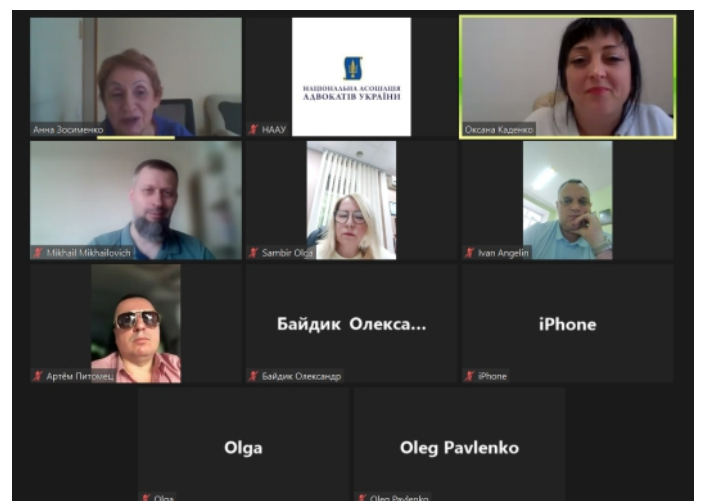 Анна Зосименко
НАЦІОНАЛЬНА АСОЦІАЦІЯ
АДВОКАТІВ УКРАЇНИ
НААУ
Оксана Каденко
Mikhail Mikhailovich
Sambir Olga
Ivan Angelin
Артём Питомец
Байдик Олекса...
Байдик Олександр
iPhone
iPhone
Olga
Olga
Oleg Pavlenko
Oleg Pavlenko